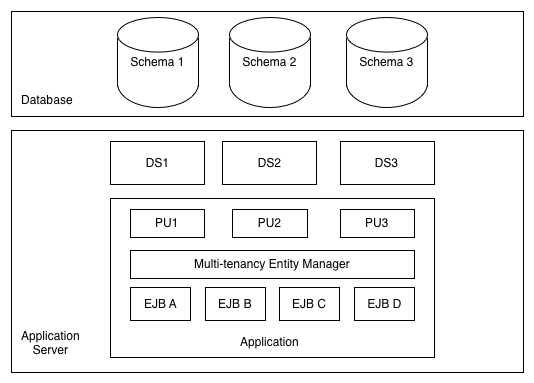 Schema 1
Schema 2
Schema 3
Database
DS1
DS2
DS3
PU1
PU2
PU3
Multi-tenancy Entity Manager
EJB A
EJB B
EJB C
EJB D
Application
Server
Application